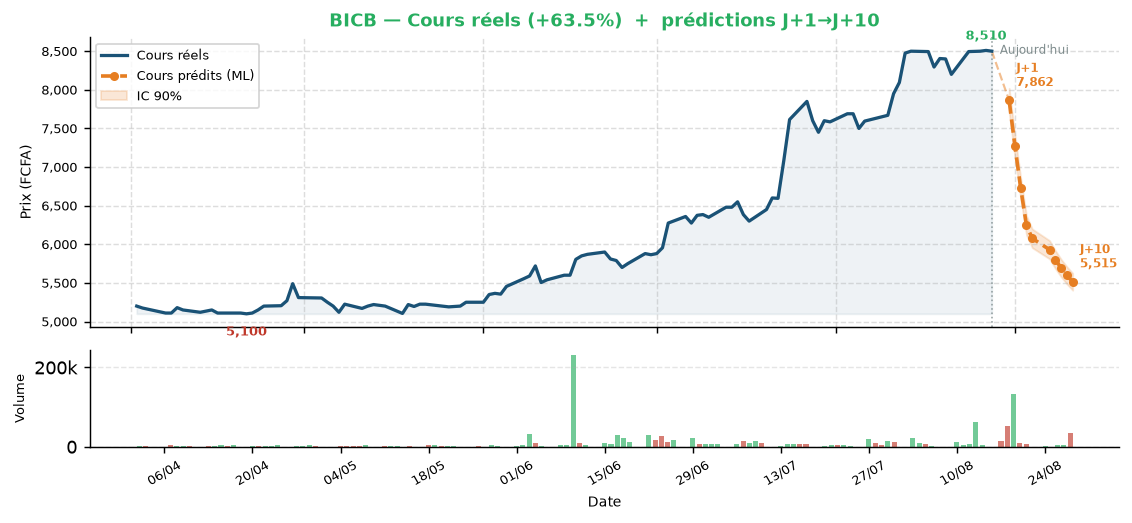 BICB — Cours réels (+63.5%)  +  prédictions J+1→J+10
8,510
Aujourd'hui
Cours réels
Cours prédits (ML)
IC 90%
J+1
7,862
J+10
5,515
5,100
Prix (FCFA)
8,500
8,000
7,500
7,000
6,500
6,000
5,500
5,000
Volume
200k
0
06/04
20/04
04/05
18/05
01/06
15/06
29/06
13/07
27/07
10/08
24/08
Date